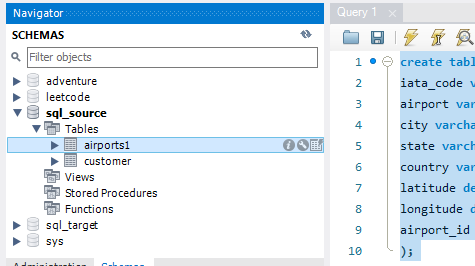 Navigator
SCHEMAS
Filter objects
adventure
leetcode
sql_source
Tables
airports1
customer
Views
Stored Procedures
Functions
sql_target
sys
Query 1
1 create tabl
2 iata_code v
3 airport var
4 city varcha
5 state varch
6 country var
7 latitude de
8 longitude d
9 airport_id
10 );